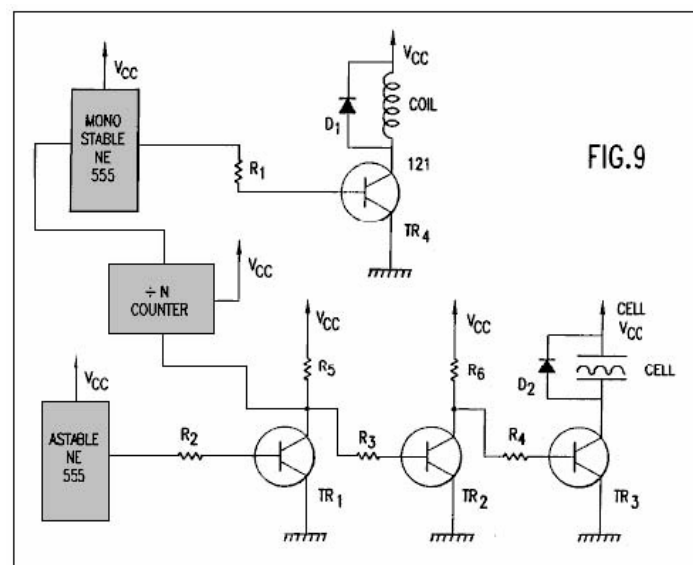 VCC
MONO
STABLE
NE
555
R1
D1
VCC
COIL
121
TR4
FIG.9
÷ N
COUNTER
VCC
VCC
ASTABLE
NE
555
R2
VCC
R5
TR1
R3
VCC
R6
TR2
R4
CELL
VCC
D2
CELL
TR3